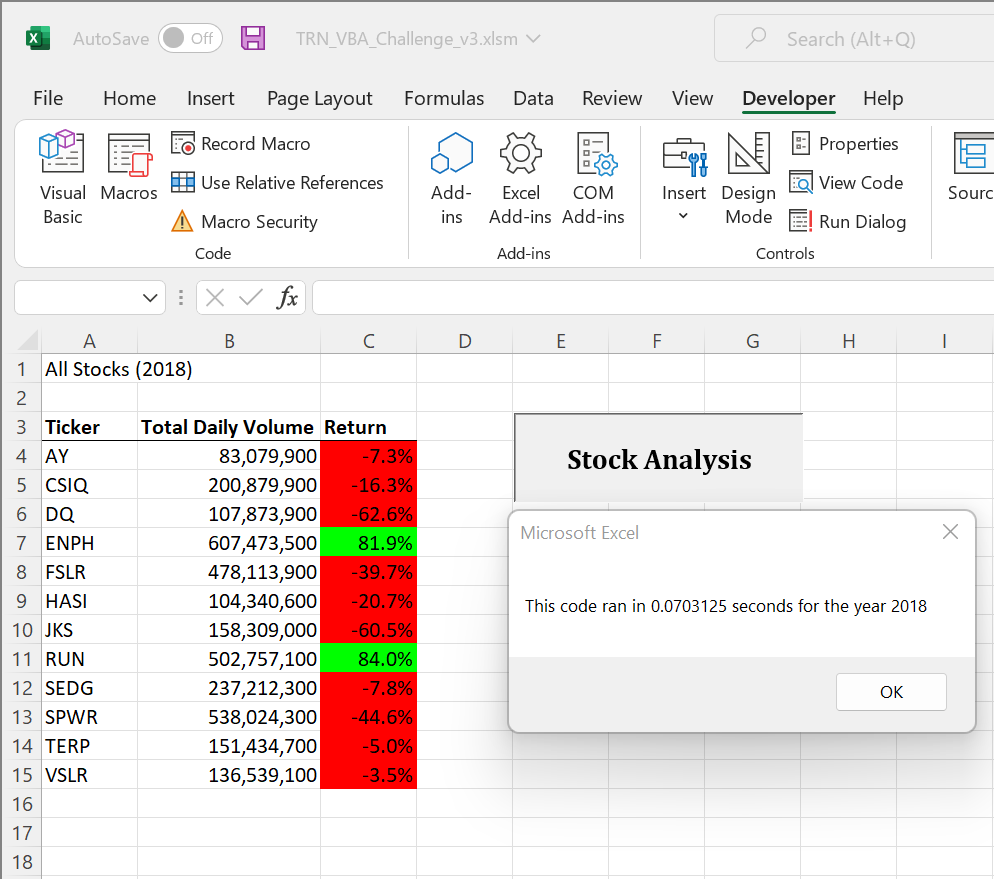 AutoSave Off TRN_VBA_Challenge_v3.xlsm Search (Alt+Q)
File Home Insert Page Layout Formulas Data Review View Developer Help
Visual Basic
Macros
Record Macro
Use Relative References
Macro Security
Code
Add-ins
Excel Add-ins
COM Add-ins
Add-ins
Insert
Design Mode
Properties
View Code
Run Dialog
Controls
Sourc
fx
A B C D E F G H I
1 All Stocks (2018)
2
3 Ticker Total Daily Volume Return
4 AY 83,079,900 -7.3%
5 CSIQ 200,879,900 -16.3%
6 DQ 107,873,900 -62.6%
7 ENPH 607,473,500 81.9%
8 FSLR 478,113,900 -39.7%
9 HASI 104,340,600 -20.7%
10 JKS 158,309,000 -60.5%
11 RUN 502,757,100 84.0%
12 SEDG 237,212,300 -7.8%
13 SPWR 538,024,300 -44.6%
14 TERP 151,434,700 -5.0%
15 VSLR 136,539,100 -3.5%
16
17
18
Stock Analysis
Microsoft Excel
This code ran in 0.0703125 seconds for the year 2018
OK